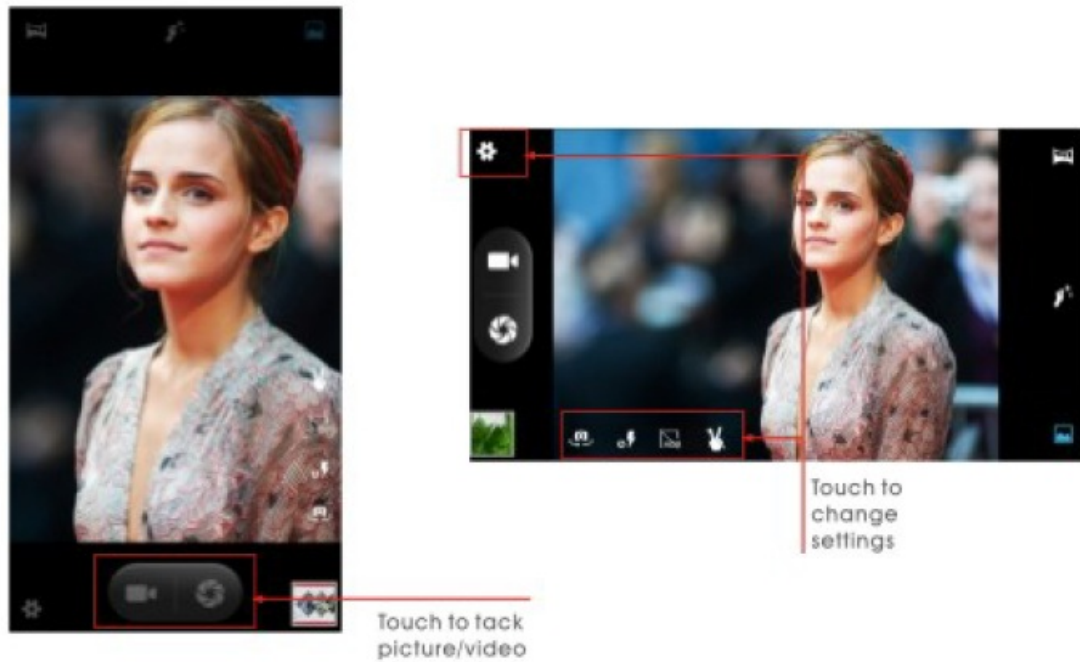 Touch to tack
picture/video
Touch to
change
settings